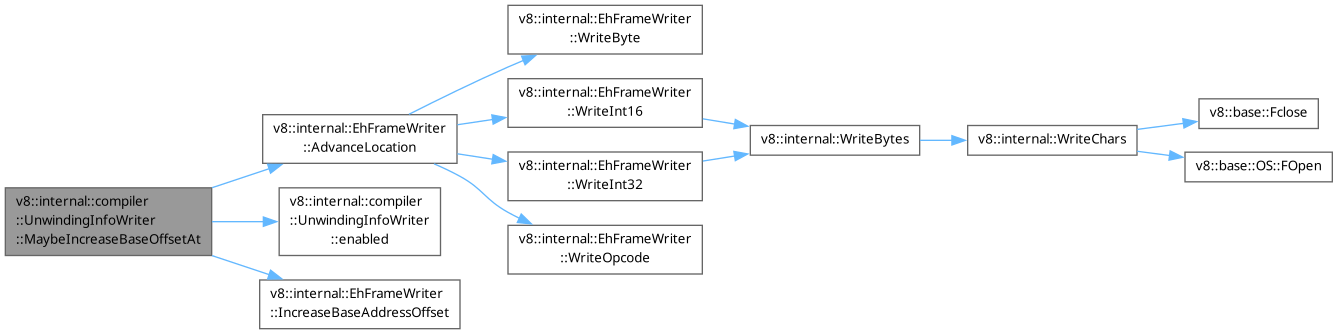 v8::internal::compiler
::UnwindingInfoWriter
::MaybeIncreaseBaseOffsetAt
v8::internal::EhFrameWriter
::AdvanceLocation
v8::internal::EhFrameWriter
::WriteByte
v8::internal::EhFrameWriter
::WriteInt16
v8::internal::EhFrameWriter
::WriteInt32
v8::internal::EhFrameWriter
::WriteOpcode
v8::internal::WriteBytes
v8::internal::WriteChars
v8::base::Fclose
v8::base::OS::FOpen
v8::internal::compiler
::UnwindingInfoWriter
::enabled
v8::internal::EhFrameWriter
::IncreaseBaseAddressOffset